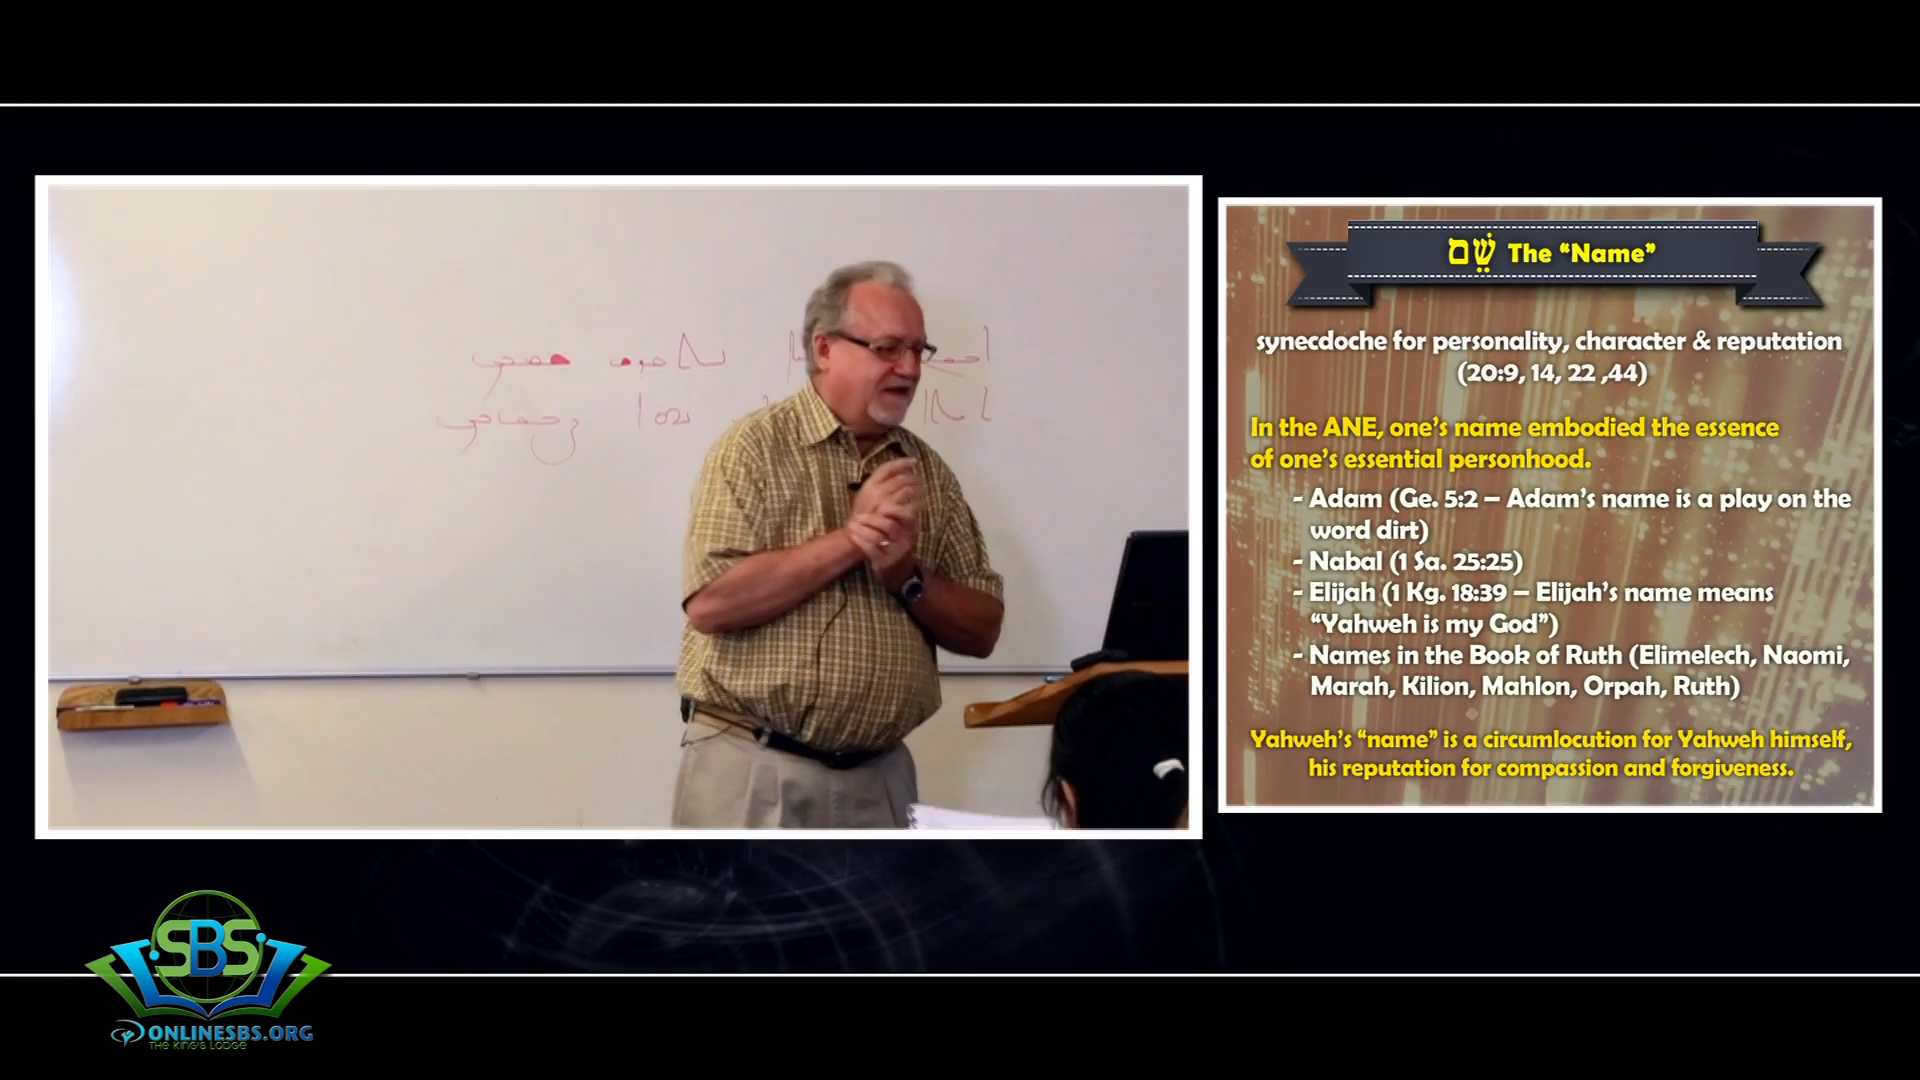 שֵׁם The “Name”
synecdoche for personality, character & reputation
(20:9, 14, 22 ,44)
In the ANE, one’s name embodied the essence
of one’s essential personhood.
- Adam (Ge. 5:2 – Adam’s name is a play on the
word dirt)
- Nabal (1 Sa. 25:25)
- Elijah (1 Kg. 18:39 – Elijah’s name means
“Yahweh is my God”)
- Names in the Book of Ruth (Elimelech, Naomi,
Marah, Kilion, Mahlon, Orpah, Ruth)
Yahweh’s “name” is a circumlocution for Yahweh himself,
his reputation for compassion and forgiveness.
SBS
ONLINESBS.ORG
THE KING'S LODGE